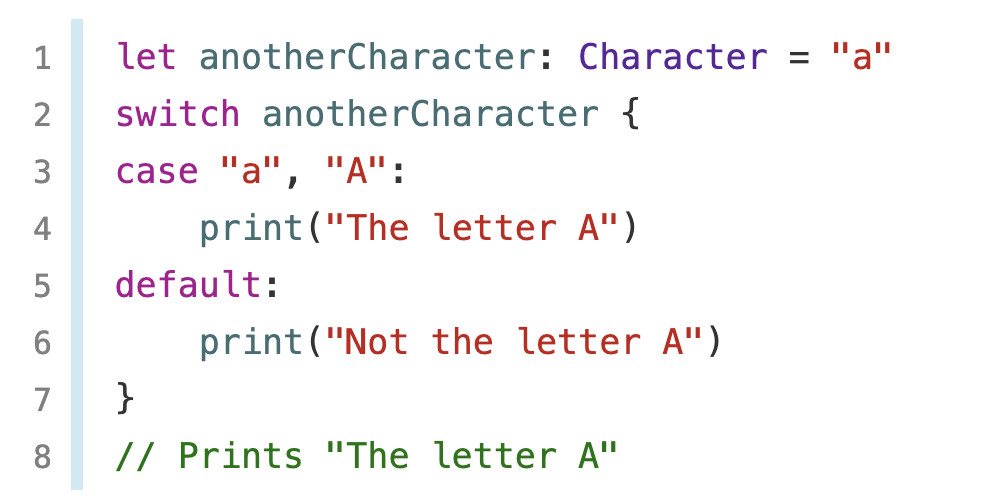 1 let anotherCharacter: Character = "a"
2 switch anotherCharacter {
3 case "a", "A":
4     print("The letter A")
5 default:
6     print("Not the letter A")
7 }
8 // Prints "The letter A"